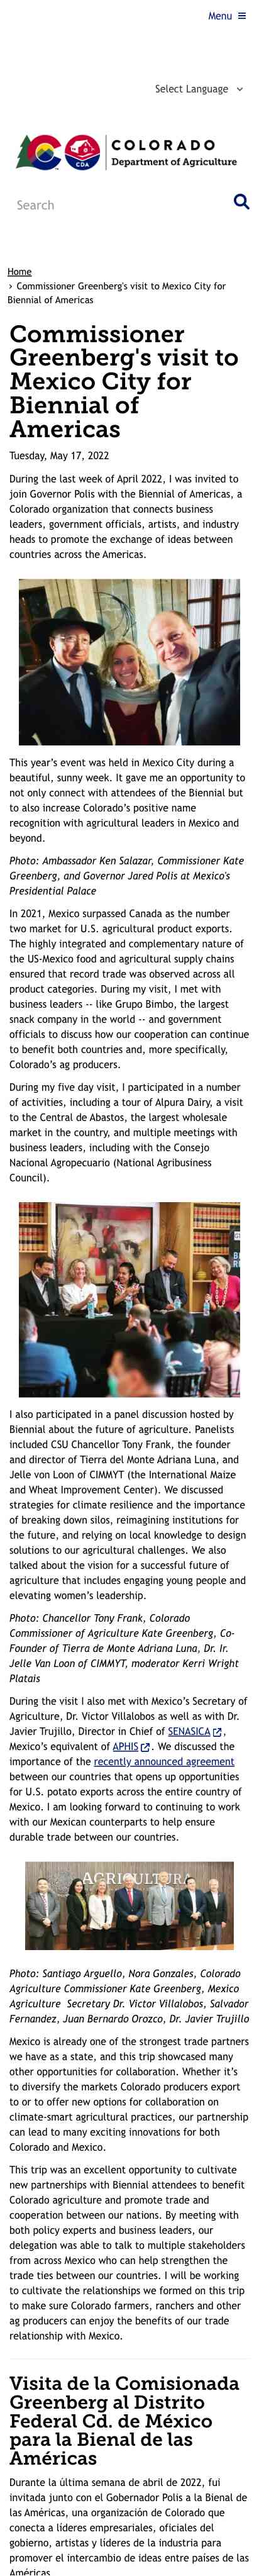 Menu
Select Language
CO
CDA
COLORADO
Department of Agriculture
Search
Home
› Commissioner Greenberg's visit to Mexico City for
Biennial of Americas
Commissioner
Greenberg's visit to
Mexico City for
Biennial of
Americas
Tuesday, May 17, 2022
During the last week of April 2022, I was invited to
join Governor Polis with the Biennial of Americas, a
Colorado organization that connects business
leaders, government officials, artists, and industry
heads to promote the exchange of ideas between
countries across the Americas.
This year’s event was held in Mexico City during a
beautiful, sunny week. It gave me an opportunity to
not only connect with attendees of the Biennial but
to also increase Colorado’s positive name
recognition with agricultural leaders in Mexico and
beyond.
Photo: Ambassador Ken Salazar, Commissioner Kate
Greenberg, and Governor Jared Polis at Mexico's
Presidential Palace
In 2021, Mexico surpassed Canada as the number
two market for U.S. agricultural product exports.
The highly integrated and complementary nature of
the US-Mexico food and agricultural supply chains
ensured that record trade was observed across all
product categories. During my visit, I met with
business leaders -- like Grupo Bimbo, the largest
snack company in the world -- and government
officials to discuss how our cooperation can continue
to benefit both countries and, more specifically,
Colorado’s ag producers.
During my five day visit, I participated in a number
of activities, including a tour of Alpura Dairy, a visit
to the Central de Abastos, the largest wholesale
market in the country, and multiple meetings with
business leaders, including with the Consejo
Nacional Agropecuario (National Agribusiness
Council).
I also participated in a panel discussion hosted by
Biennial about the future of agriculture. Panelists
included CSU Chancellor Tony Frank, the founder
and director of Tierra del Monte Adriana Luna, and
Jelle von Loon of CIMMYT (the International Maize
and Wheat Improvement Center). We discussed
strategies for climate resilience and the importance
of breaking down silos, reimagining institutions for
the future, and relying on local knowledge to design
solutions to our agricultural challenges. We also
talked about the vision for a successful future of
agriculture that includes engaging young people and
elevating women’s leadership.
Photo: Chancellor Tony Frank, Colorado
Commissioner of Agriculture Kate Greenberg, Co-
Founder of Tierra de Monte Adriana Luna, Dr. Ir.
Jelle Van Loon of CIMMYT, moderator Kerri Wright
Platais
During the visit I also met with Mexico’s Secretary of
Agriculture, Dr. Victor Villalobos as well as with Dr.
Javier Trujillo, Director in Chief of SENASICA ,
Mexico’s equivalent of APHIS . We discussed the
importance of the recently announced agreement
between our countries that opens up opportunities
for U.S. potato exports across the entire country of
Mexico. I am looking forward to continuing to work
with our Mexican counterparts to help ensure
durable trade between our countries.
AGRICULTURA
Photo: Santiago Arguello, Nora Gonzales, Colorado
Agriculture Commissioner Kate Greenberg, Mexico
Agriculture Secretary Dr. Victor Villalobos, Salvador
Fernandez, Juan Bernardo Orozco, Dr. Javier Trujillo
Mexico is already one of the strongest trade partners
we have as a state, and this trip showcased many
other opportunities for collaboration. Whether it’s
to diversify the markets Colorado producers export
to or to offer new options for collaboration on
climate-smart agricultural practices, our partnership
can lead to many exciting innovations for both
Colorado and Mexico.
This trip was an excellent opportunity to cultivate
new partnerships with Biennial attendees to benefit
Colorado agriculture and promote trade and
cooperation between our nations. By meeting with
both policy experts and business leaders, our
delegation was able to talk to multiple stakeholders
from across Mexico who can help strengthen the
trade ties between our countries. I will be working
to cultivate the relationships we formed on this trip
to make sure Colorado farmers, ranchers and other
ag producers can enjoy the benefits of our trade
relationship with Mexico.
Visita de la Comisionada
Greenberg al Distrito
Federal Cd. de México
para la Bienal de las
Américas
Durante la última semana de abril de 2022, fui
invitada junto con el Gobernador Polis a la Bienal de
las Américas, una organización de Colorado que
conecta a líderes empresariales, oficiales del
gobierno, artistas y líderes de la industria para
promover el intercambio de ideas entre países de las
Américas.